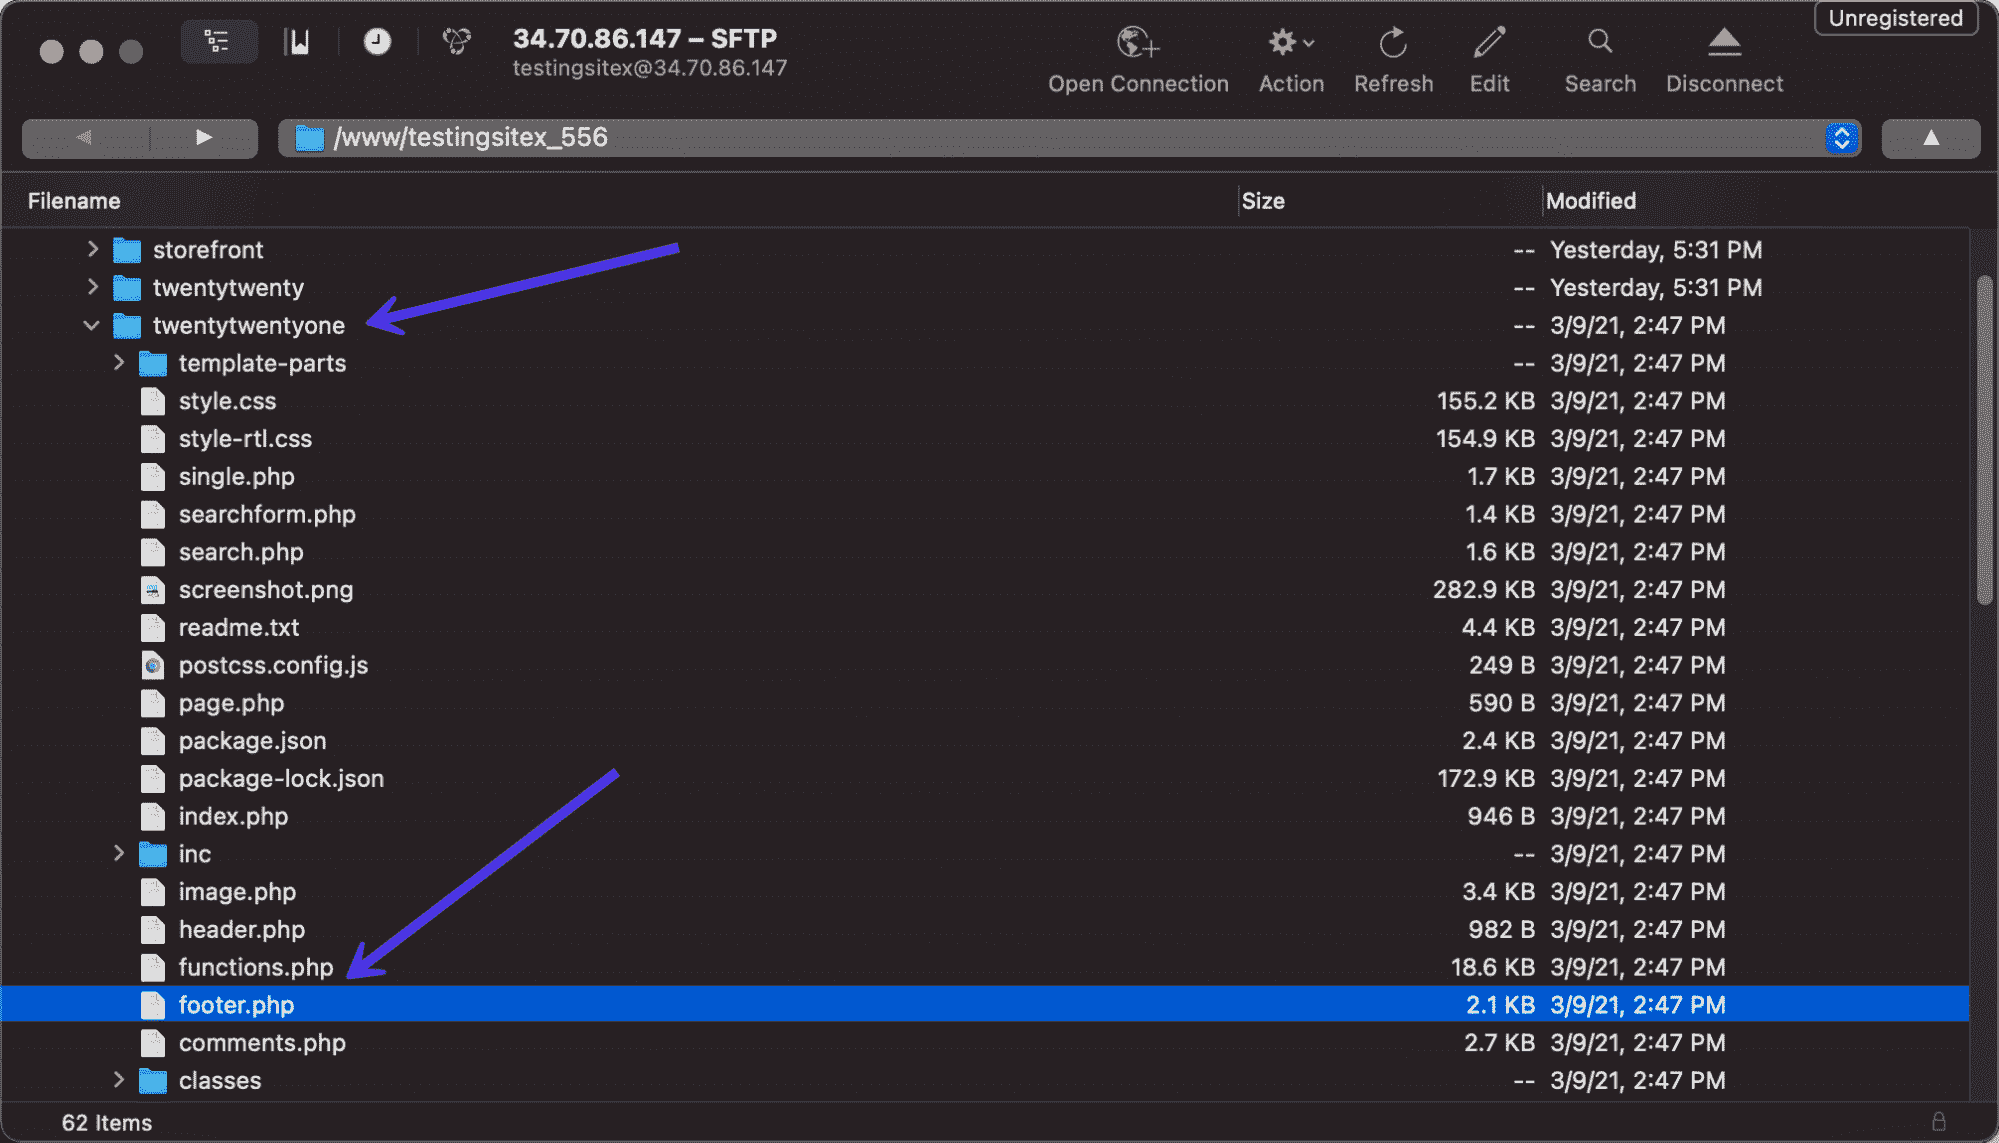 Unregistered
34.70.86.147 – SFTP
testingsitex@34.70.86.147
Open Connection Action Refresh Edit Search Disconnect
/www/testingsitex_556
Filename Size Modified
storefront -- Yesterday, 5:31 PM
twentytwenty -- Yesterday, 5:31 PM
twentytwentyone -- 3/9/21, 2:47 PM
template-parts -- 3/9/21, 2:47 PM
style.css 155.2 KB 3/9/21, 2:47 PM
style-rtl.css 154.9 KB 3/9/21, 2:47 PM
single.php 1.7 KB 3/9/21, 2:47 PM
searchform.php 1.4 KB 3/9/21, 2:47 PM
search.php 1.6 KB 3/9/21, 2:47 PM
screenshot.png 282.9 KB 3/9/21, 2:47 PM
readme.txt 4.4 KB 3/9/21, 2:47 PM
postcss.config.js 249 B 3/9/21, 2:47 PM
page.php 590 B 3/9/21, 2:47 PM
package.json 2.4 KB 3/9/21, 2:47 PM
package-lock.json 172.9 KB 3/9/21, 2:47 PM
index.php 946 B 3/9/21, 2:47 PM
inc -- 3/9/21, 2:47 PM
image.php 3.4 KB 3/9/21, 2:47 PM
header.php 982 B 3/9/21, 2:47 PM
functions.php 18.6 KB 3/9/21, 2:47 PM
footer.php 2.1 KB 3/9/21, 2:47 PM
comments.php 2.7 KB 3/9/21, 2:47 PM
classes -- 3/9/21, 2:47 PM
62 Items